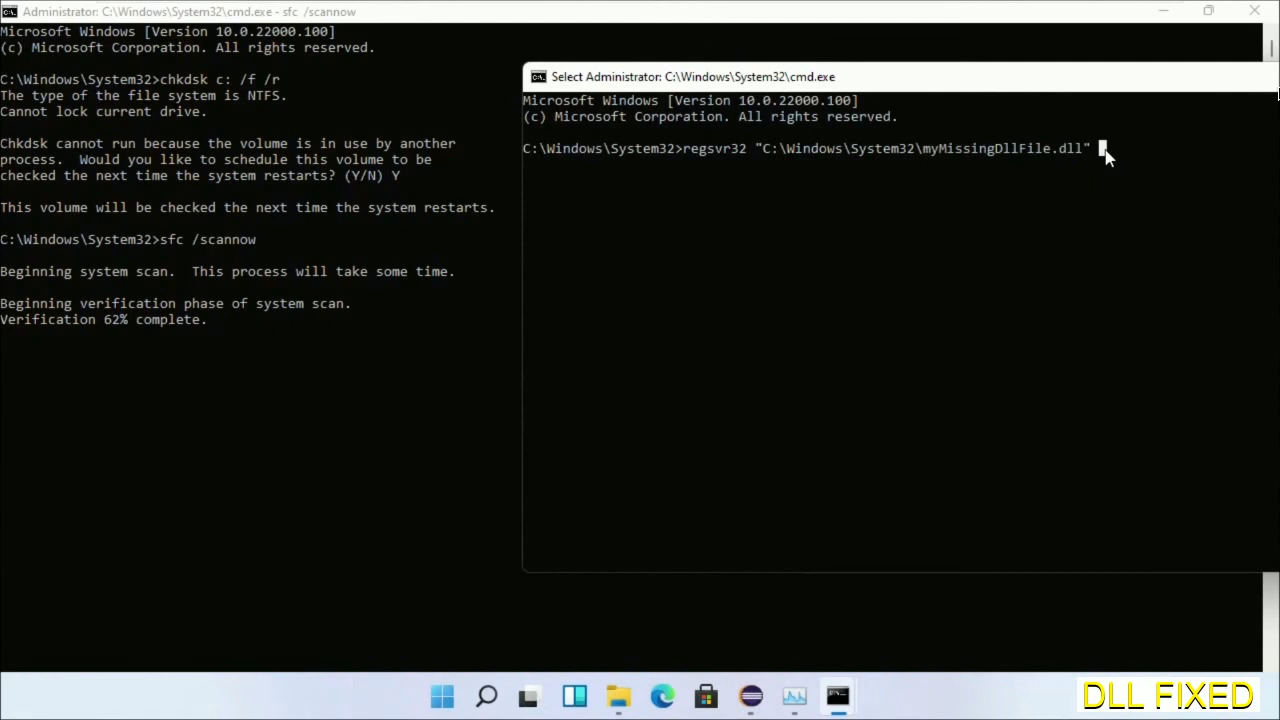 Administrator: C:\Windows\System32\cmd.exe - sfc /scannow
Microsoft Windows [Version 10.0.22000.100]
(c) Microsoft Corporation. All rights reserved.
C:\Windows\System32>chkdsk c: /f /r
The type of the file system is NTFS.
Cannot lock current drive.
Chkdsk cannot run because the volume is in use by another
process.  Would you like to schedule this volume to be
checked the next time the system restarts? (Y/N) Y
This volume will be checked the next time the system restarts.
C:\Windows\System32>sfc /scannow
Beginning system scan.  This process will take some time.
Beginning verification phase of system scan.
Verification 62% complete.
Select Administrator: C:\Windows\System32\cmd.exe
Microsoft Windows [Version 10.0.22000.100]
(c) Microsoft Corporation. All rights reserved.
C:\Windows\System32>regsvr32 "C:\Windows\System32\myMissingDllFile.dll"
DLL FIXED